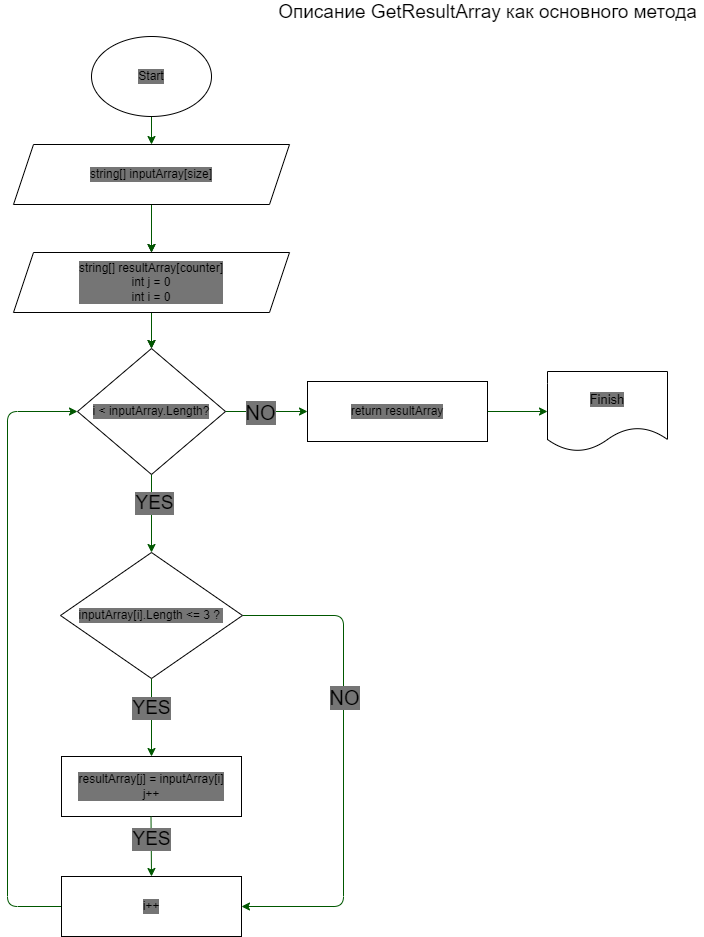 Описание GetResultArray как основного метода
Start
string[] inputArray[size]
string[] resultArray[counter]
int j = 0
int i = 0
i < inputArray.Length?
NO
return resultArray
Finish
YES
inputArray[i].Length <= 3 ?
NO
YES
resultArray[j] = inputArray[i]
j++
YES
i++